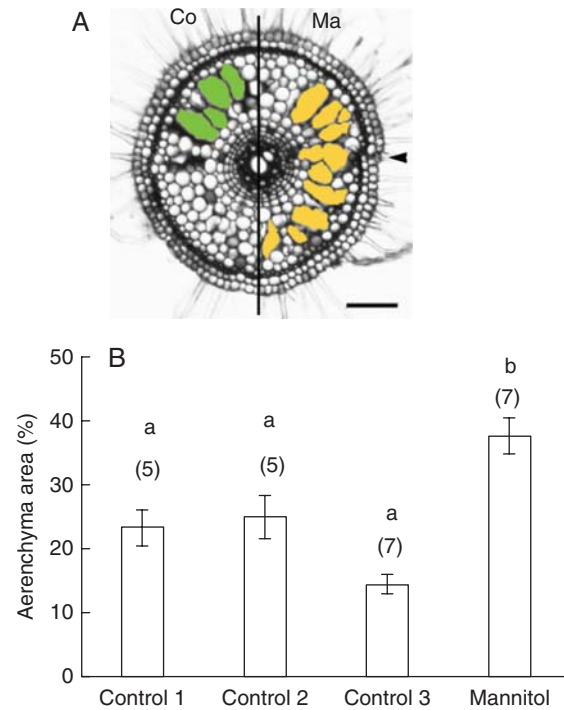 A
Co
Ma
B
Aerenchyma area (%)
50
40
30
20
10
0
a
(5)
a
(5)
a
(7)
b
(7)
Control 1
Control 2
Control 3
Mannitol